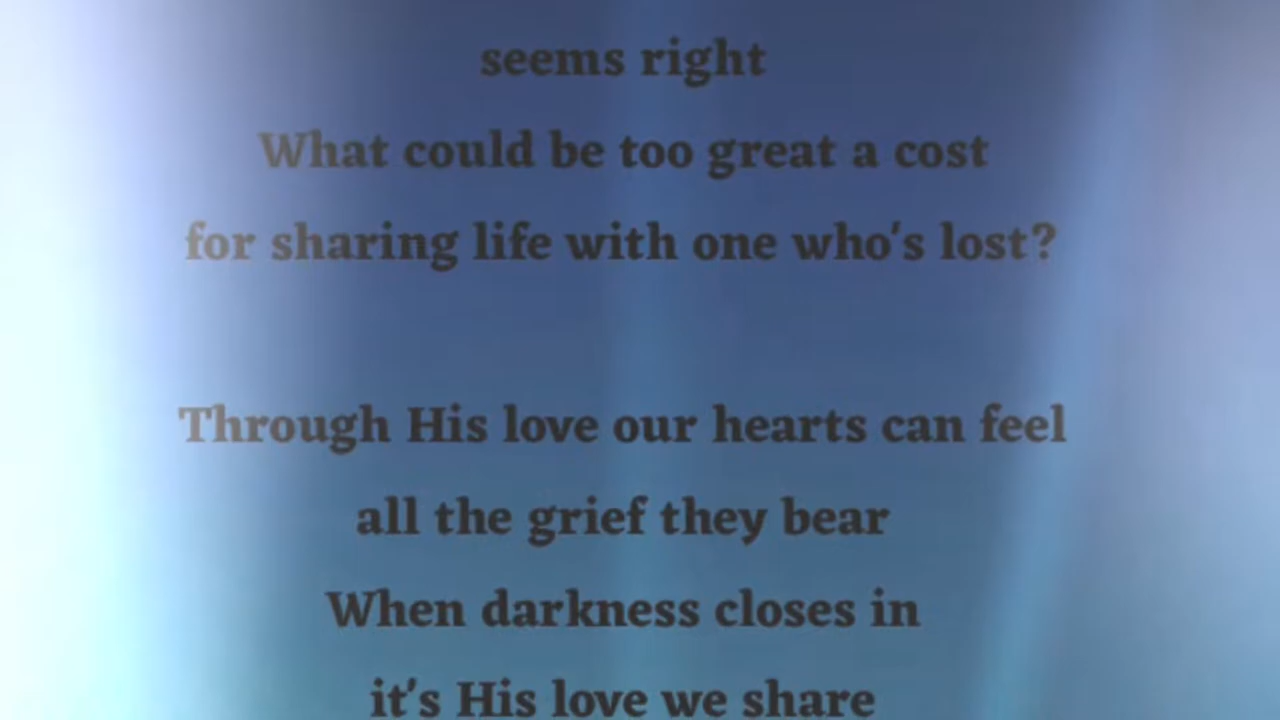 seems right
What could be too great a cost
for sharing life with one who's lost?
Through His love our hearts can feel
all the grief they bear
When darkness closes in
it's His love we share